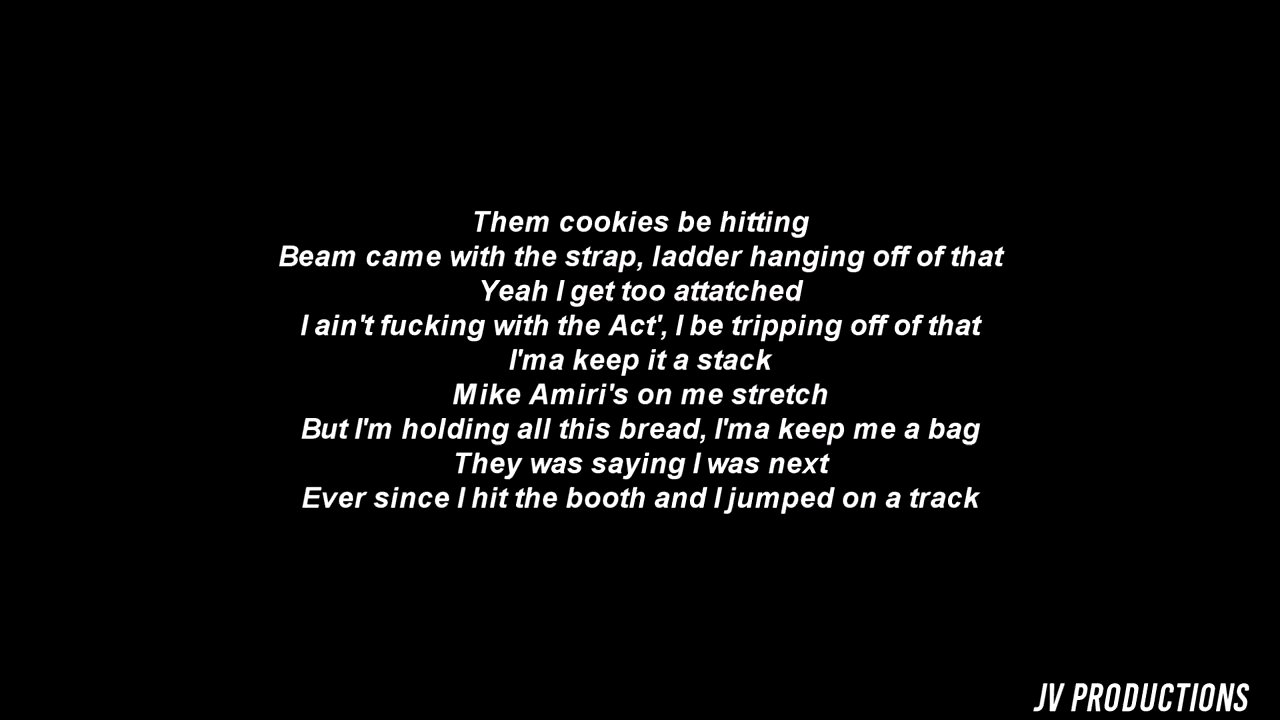 Them cookies be hitting
Beam came with the strap, ladder hanging off of that
Yeah I get too attatched
I ain't fucking with the Act', I be tripping off of that
I'ma keep it a stack
Mike Amiri's on me stretch
But I'm holding all this bread, I'ma keep me a bag
They was saying I was next
Ever since I hit the booth and I jumped on a track
JV PRODUCTIONS